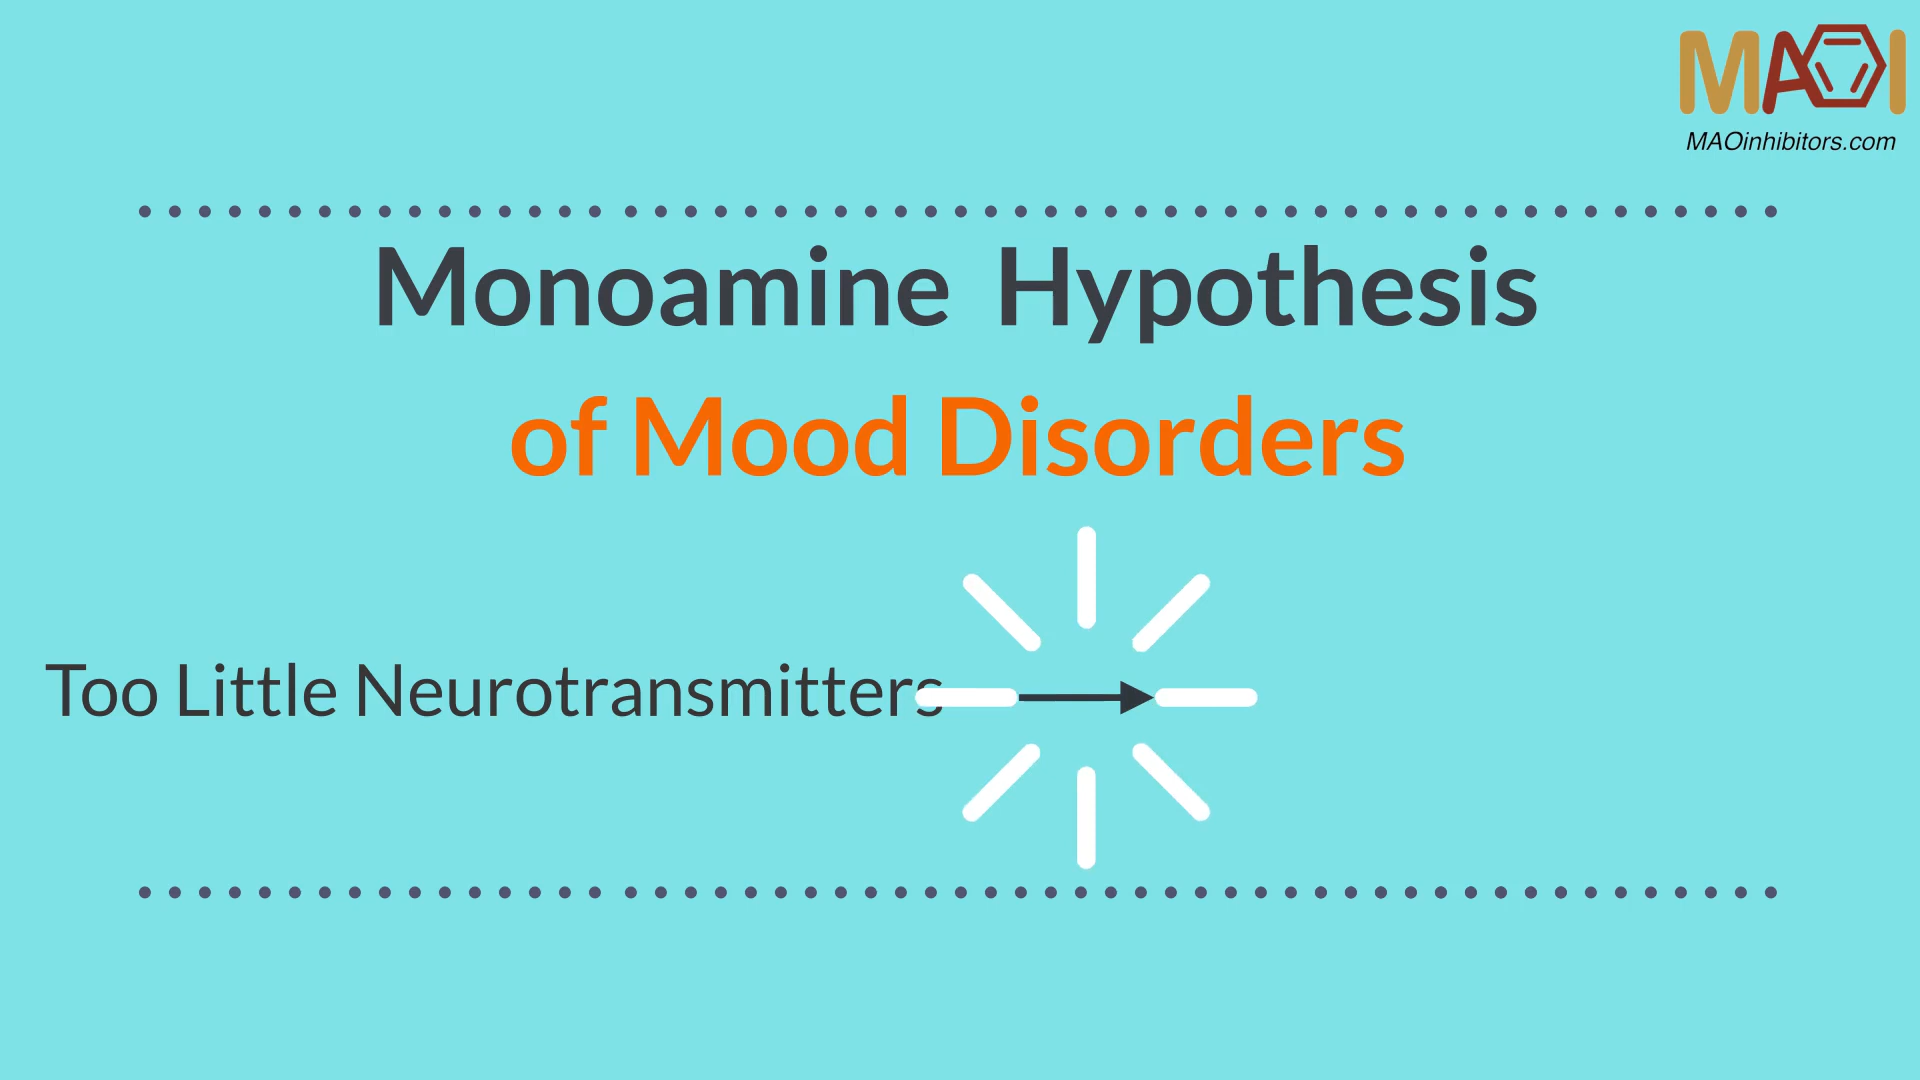 MAOI
MAOinhibitors.com
Monoamine Hypothesis
of Mood Disorders
Too Little Neurotransmitters